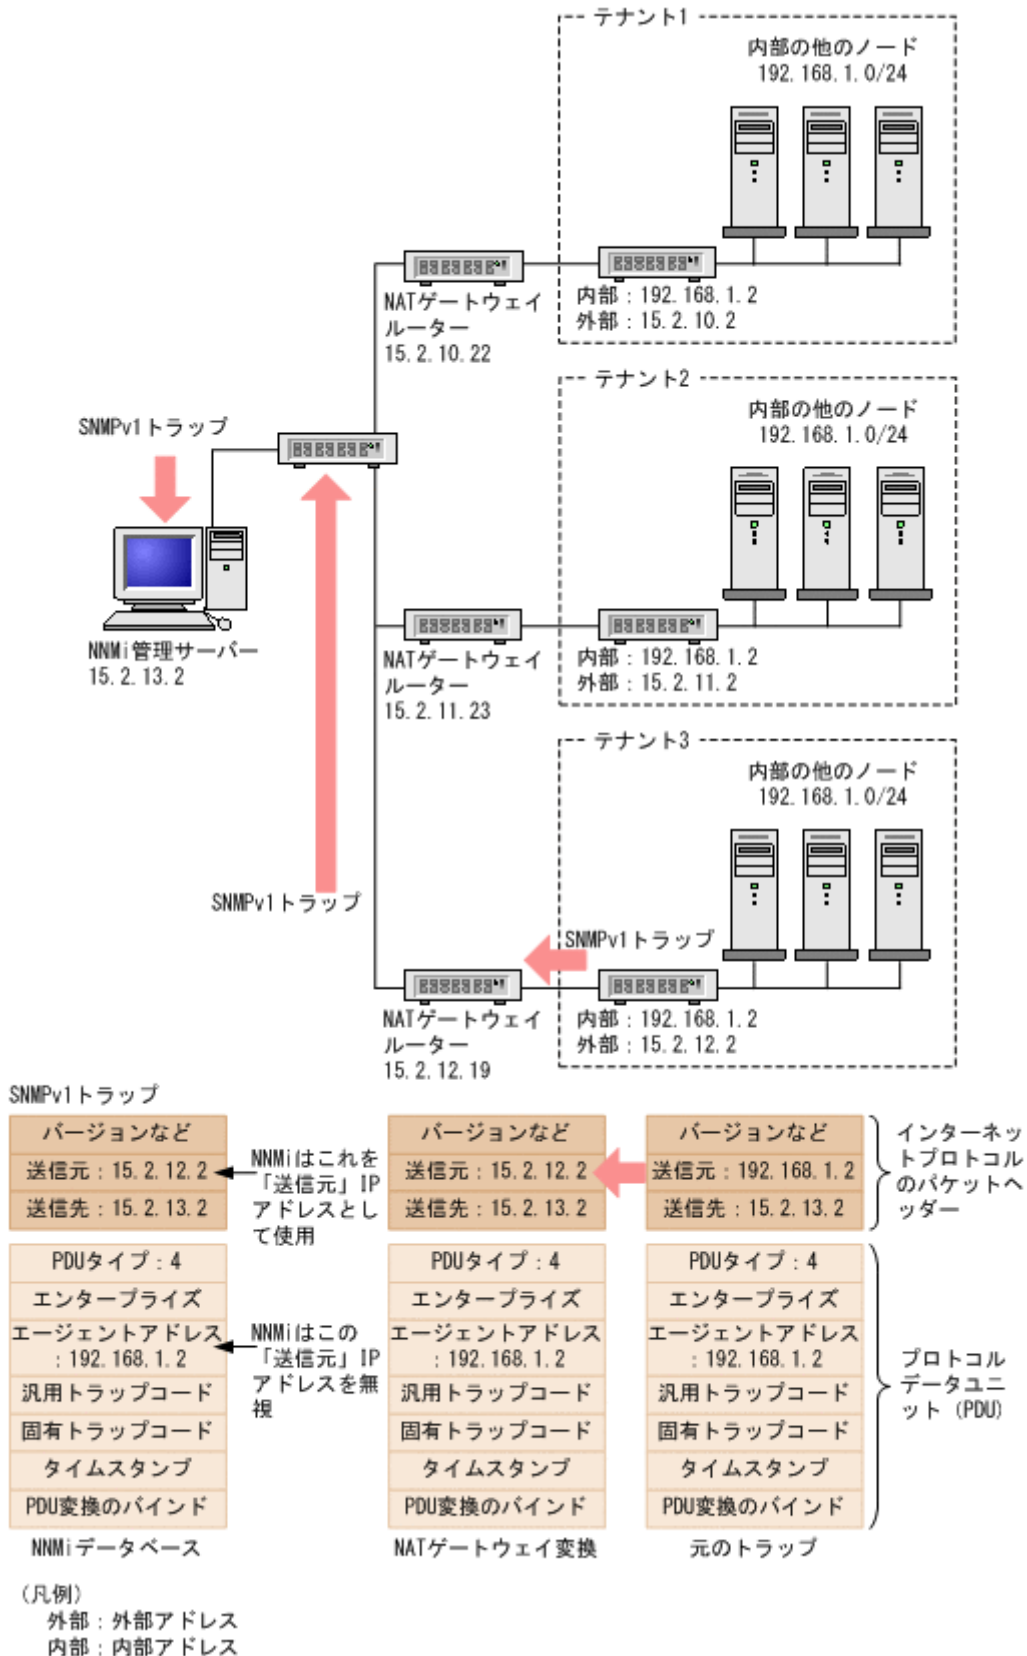 テナント1
内部の他のノード
192.168.1.0/24
NATゲートウェイ
ルーター
15.2.10.22
内部：192.168.1.2
外部：15.2.10.2
テナント2
内部の他のノード
192.168.1.0/24
SNMPv1トラップ
NNMi管理サーバー
15.2.13.2
NATゲートウェイ
ルーター
15.2.11.23
内部：192.168.1.2
外部：15.2.11.2
テナント3
内部の他のノード
192.168.1.0/24
SNMPv1トラップ
SNMPv1トラップ
NATゲートウェイ
ルーター
15.2.12.19
内部：192.168.1.2
外部：15.2.12.2
SNMPv1トラップ
バージョンなど
送信元：15.2.12.2
送信先：15.2.13.2
NNMiはこれを
「送信元」IP
アドレスとし
て使用
バージョンなど
送信元：15.2.12.2
送信先：15.2.13.2
バージョンなど
送信元：192.168.1.2
送信先：15.2.13.2
インターネッ
トプロトコル
のパケットヘ
ッダー
PDUタイプ：4
エンタープライズ
エージェントアドレス
：192.168.1.2
汎用トラップコード
固有トラップコード
タイムスタンプ
PDU変換のバインド
NNMiデータベース
NNMiはこの
「送信元」IP
アドレスを無
視
PDUタイプ：4
エンタープライズ
エージェントアドレス
：192.168.1.2
汎用トラップコード
固有トラップコード
タイムスタンプ
PDU変換のバインド
NATゲートウェイ変換
PDUタイプ：4
エンタープライズ
エージェントアドレス
：192.168.1.2
汎用トラップコード
固有トラップコード
タイムスタンプ
PDU変換のバインド
元のトラップ
プロトコル
データユニ
ット（PDU）
（凡例）
外部：外部アドレス
内部：内部アドレス